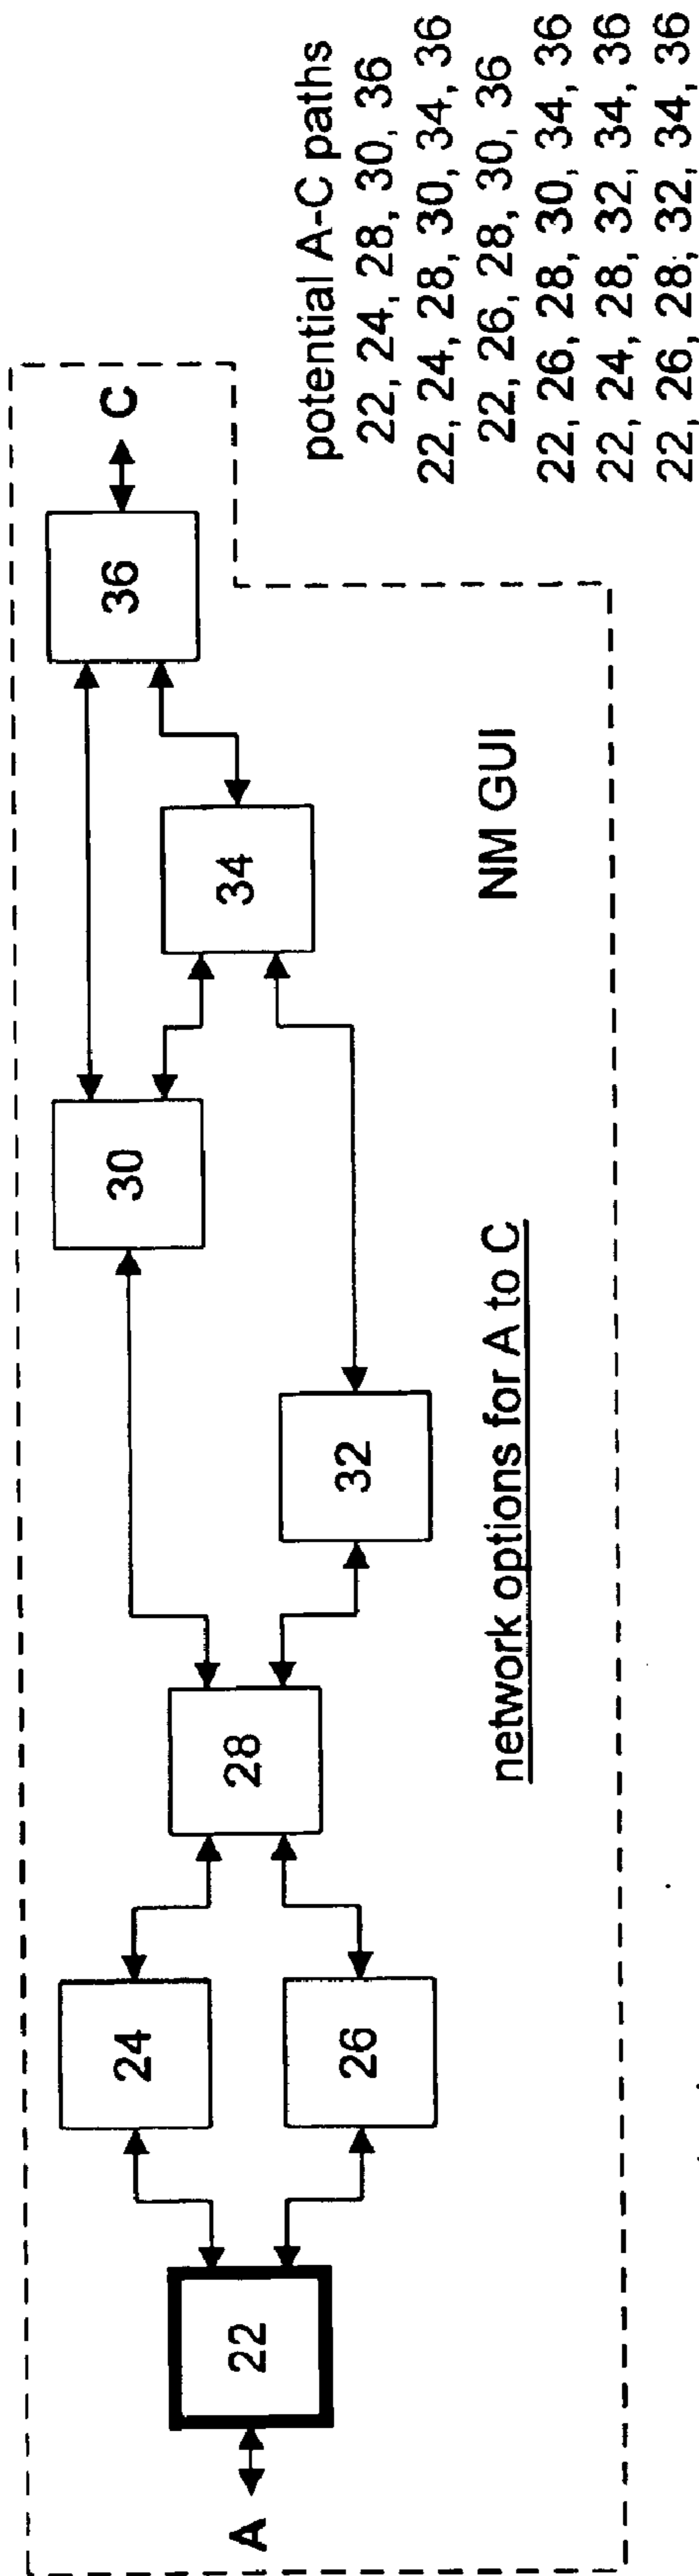 A
22
24
26
28
32
30
34
36
C
network options for A to C
NM GUI
potential A-C paths
22, 24, 28, 30, 36
22, 24, 28, 30, 34, 36
22, 26, 28, 30, 36
22, 26, 28, 30, 34, 36
22, 24, 28, 32, 34, 36
22, 26, 28, 32, 34, 36